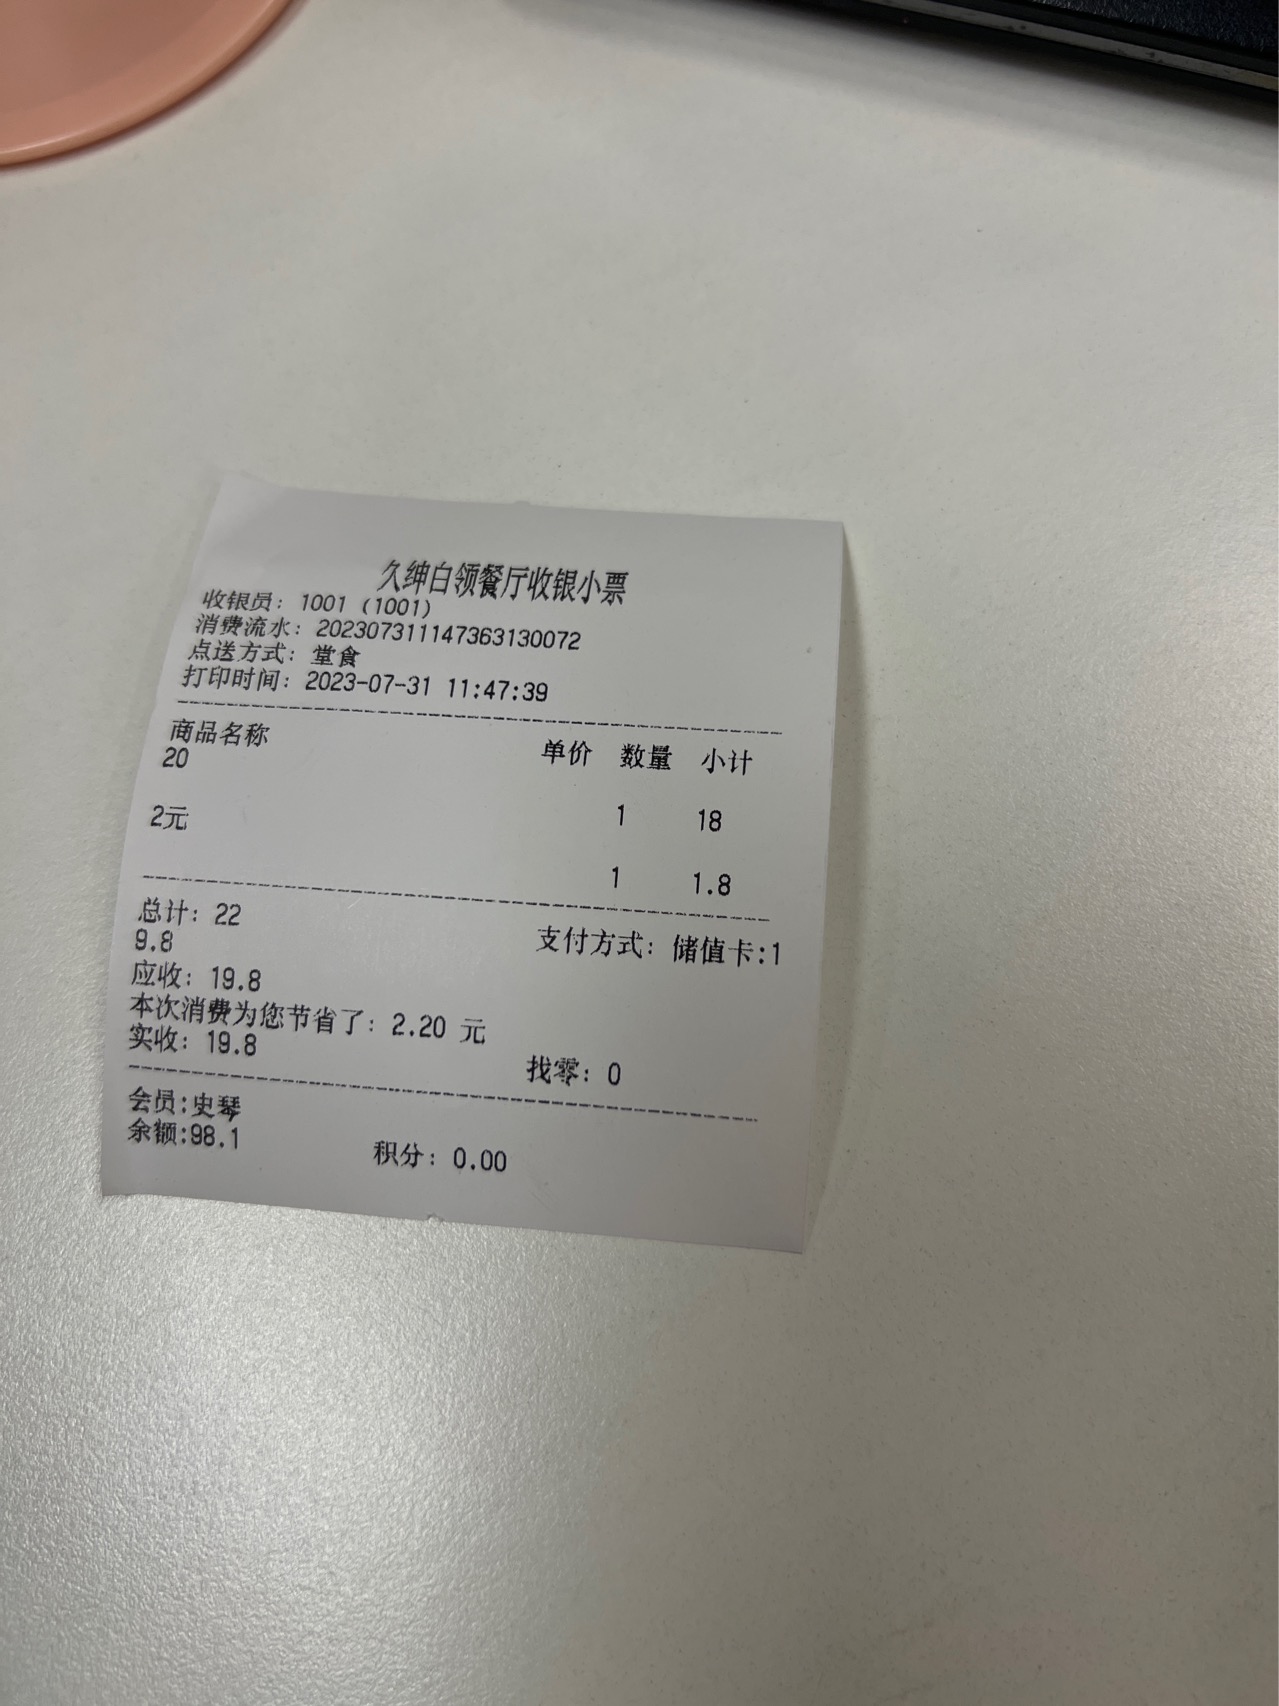 久绅白领餐厅收银小票
收银员：1001（1001）
消费流水：2023073111147363130072
点送方式：堂食
打印时间：2023-07-31 11:47:39
商品名称 单价 数量 小计
20
1 18
2元
1 1.8
总计：22 支付方式：储值卡:1
9.8
应收：19.8
本次消费为您节省了：2.20 元
实收：19.8 找零：0
会员:史琴
余额:98.1 积分：0.00